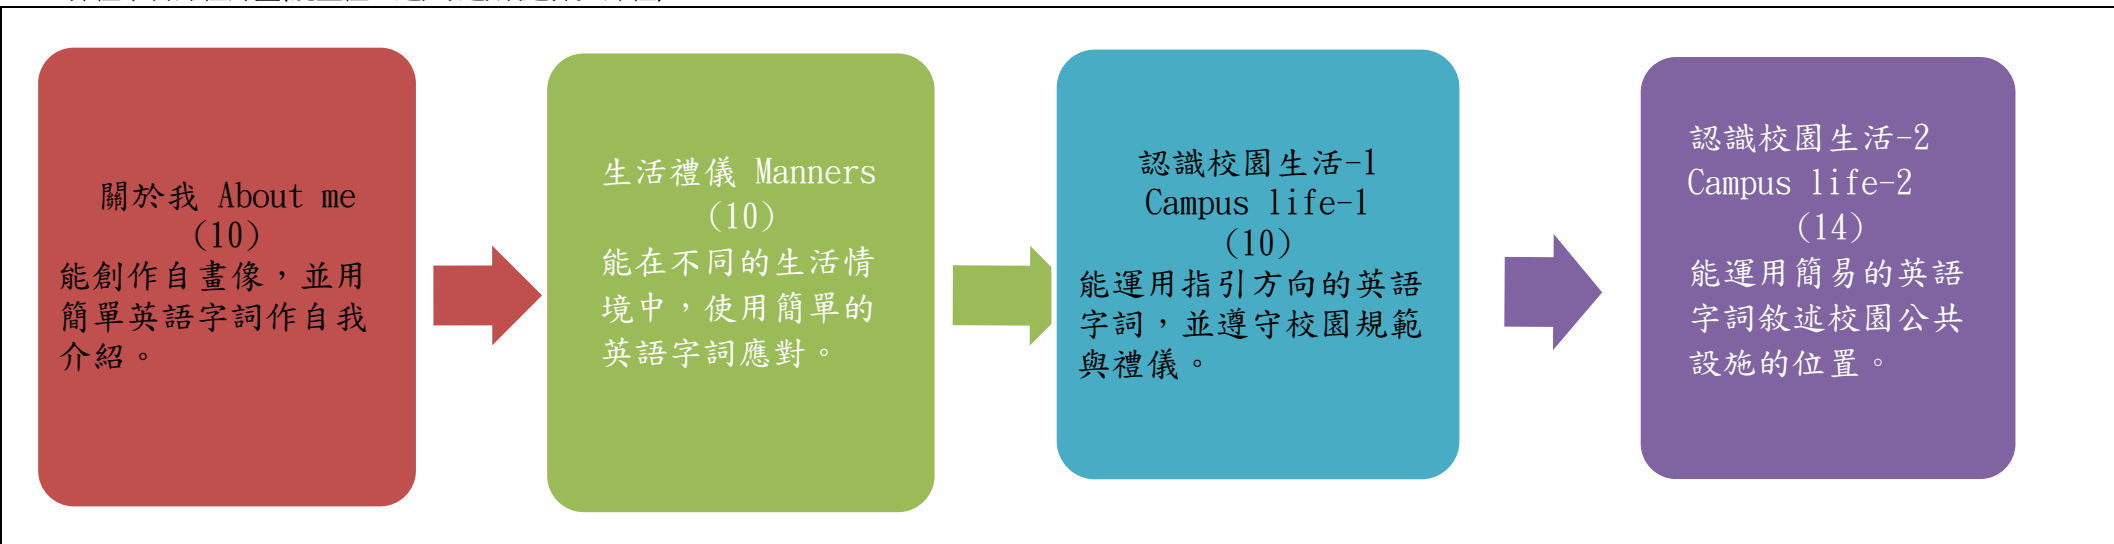 關於我 About me
(10)
能創作自畫像，並用
簡單英語字詞作自我
介紹。
生活禮儀 Manners
(10)
能在不同的生活情
境中，使用簡單的
英語字詞應對。
認識校園生活-1
Campus life-1
(10)
能運用指引方向的英語
字詞，並遵守校園規範
與禮儀。
認識校園生活-2
Campus life-2
(14)
能運用簡易的英語
字詞敘述校園公共
設施的位置。